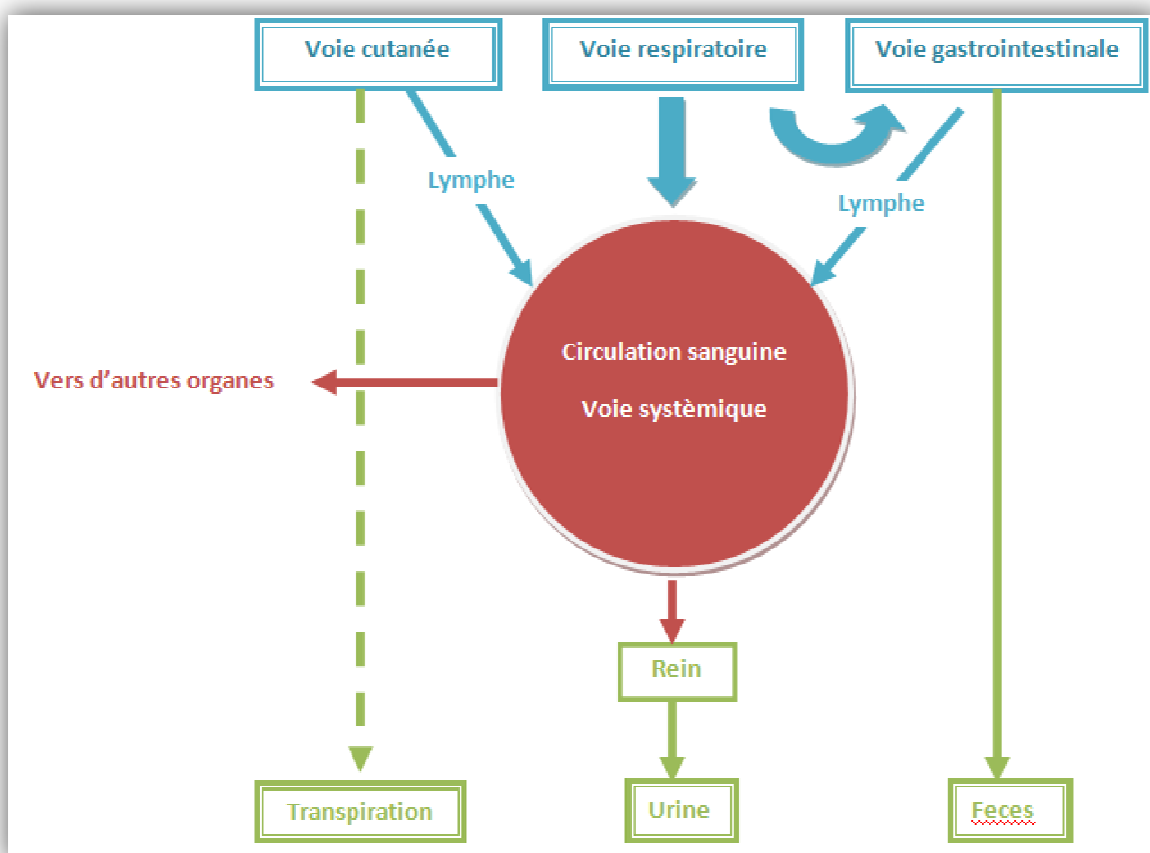 Voie cutanée
Voie respiratoire
Voie gastrointestinale
Lymphe
Lymphe
Circulation sanguine
Voie systèmique
Vers d’autres organes
Rein
Transpiration
Urine
Feces